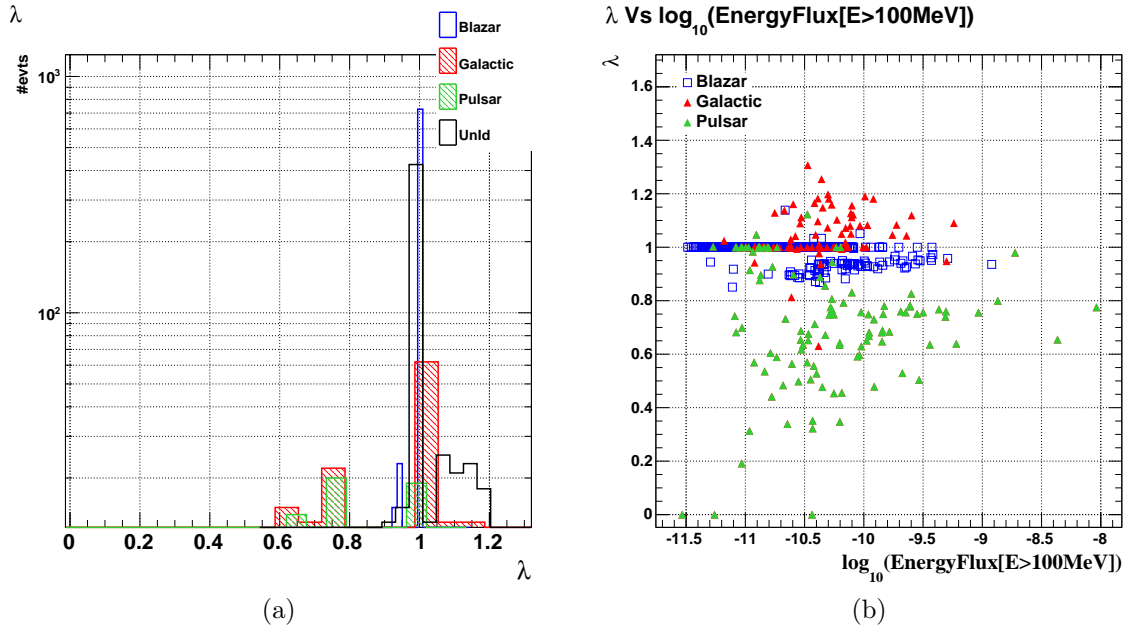 λ
Blazar
Galactic
Pulsar
UnId
#evts
10³
10²
0
0.2
0.4
0.6
0.8
1
1.2
λ
(a)
λ Vs log₁₀(EnergyFlux[E>100MeV])
λ
Blazar
Galactic
Pulsar
1.6
1.4
1.2
1
0.8
0.6
0.4
0.2
0
-11.5
-11
-10.5
-10
-9.5
-9
-8.5
-8
log₁₀(EnergyFlux[E>100MeV])
(b)